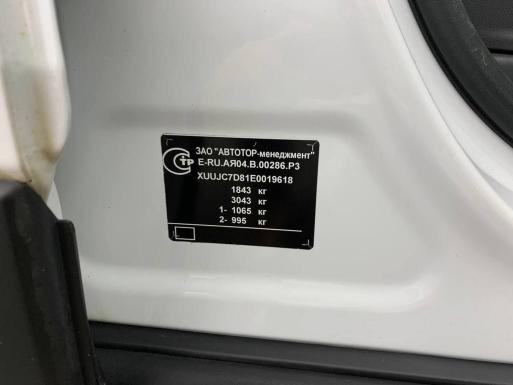 ЗАО "АВТОТОР-менеджмент"
E-RU.АЯ04.В.00286.Р3
XUUJC7D81E0019618
1843 кг
3043 кг
1- 1065 кг
2- 995 кг